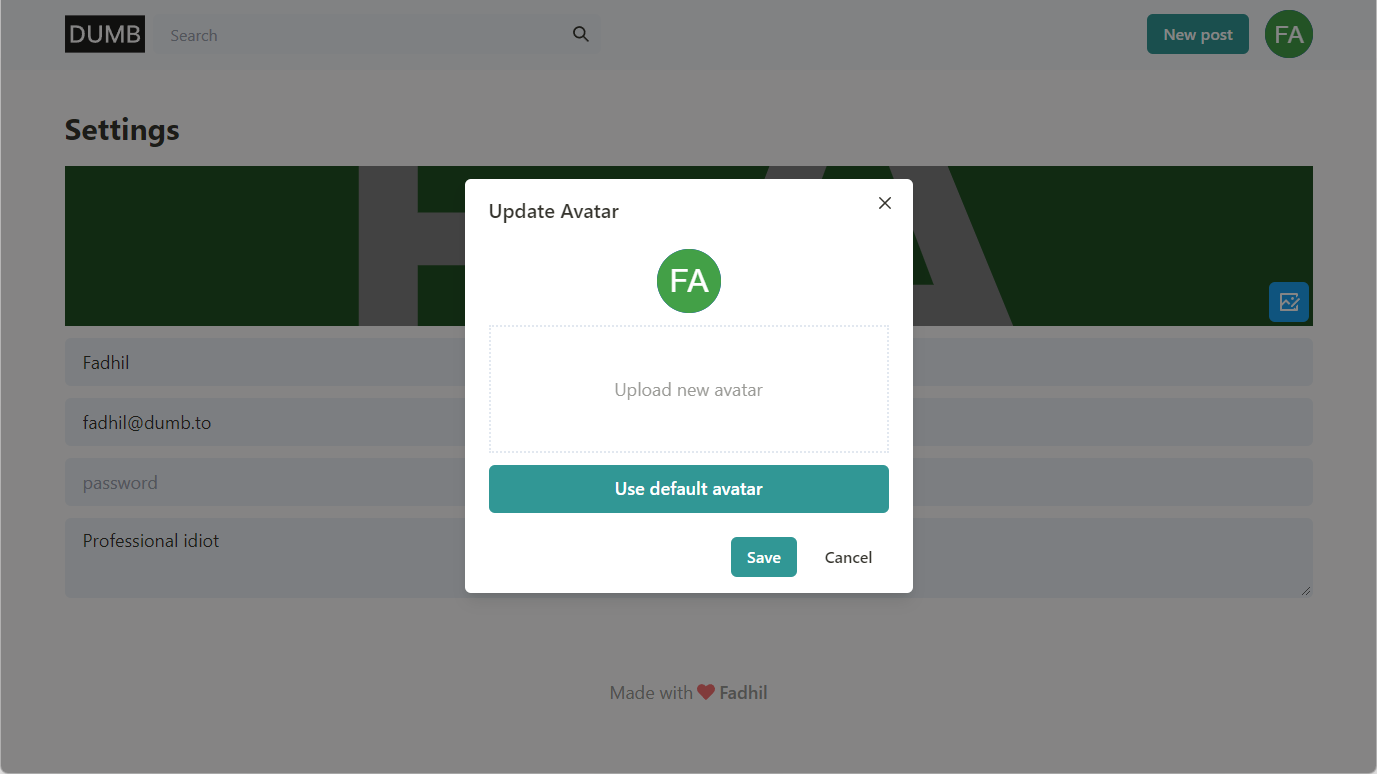 DUMB
Search
New post
FA
Settings
FA
Update Avatar
FA
Upload new avatar
Use default avatar
Save
Cancel
Fadhil
fadhil@dumb.to
password
Professional idiot
Made with ❤ Fadhil